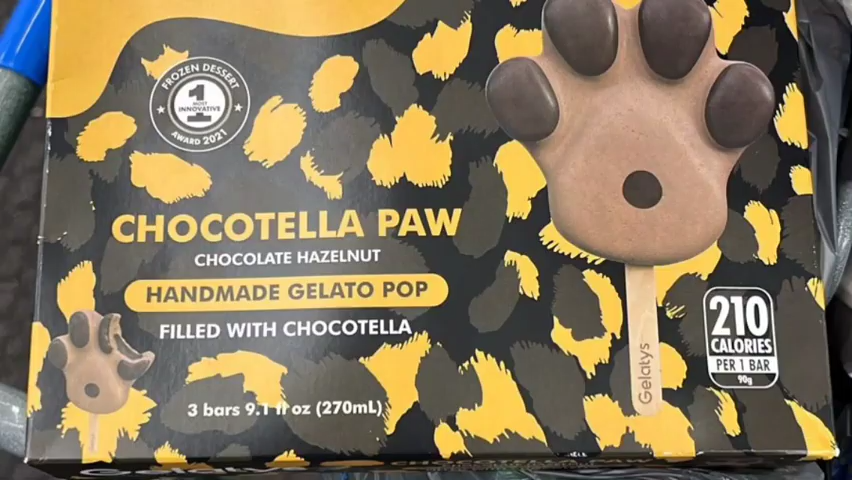 FROZEN DESSERT
1
MOST
INNOVATIVE
AWARD 2021
CHOCOTELLA PAW
CHOCOLATE HAZELNUT
HANDMADE GELATO POP
FILLED WITH CHOCOTELLA
3 bars 9.1 fl oz (270mL)
Gelatys
210
CALORIES
PER 1 BAR
90g